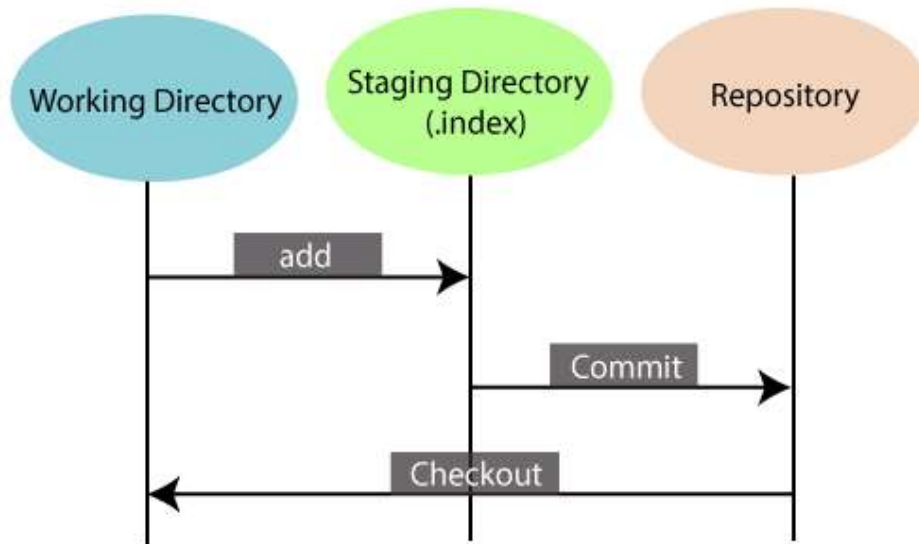 Working Directory
Staging Directory
(.index)
Repository
add
Commit
Checkout